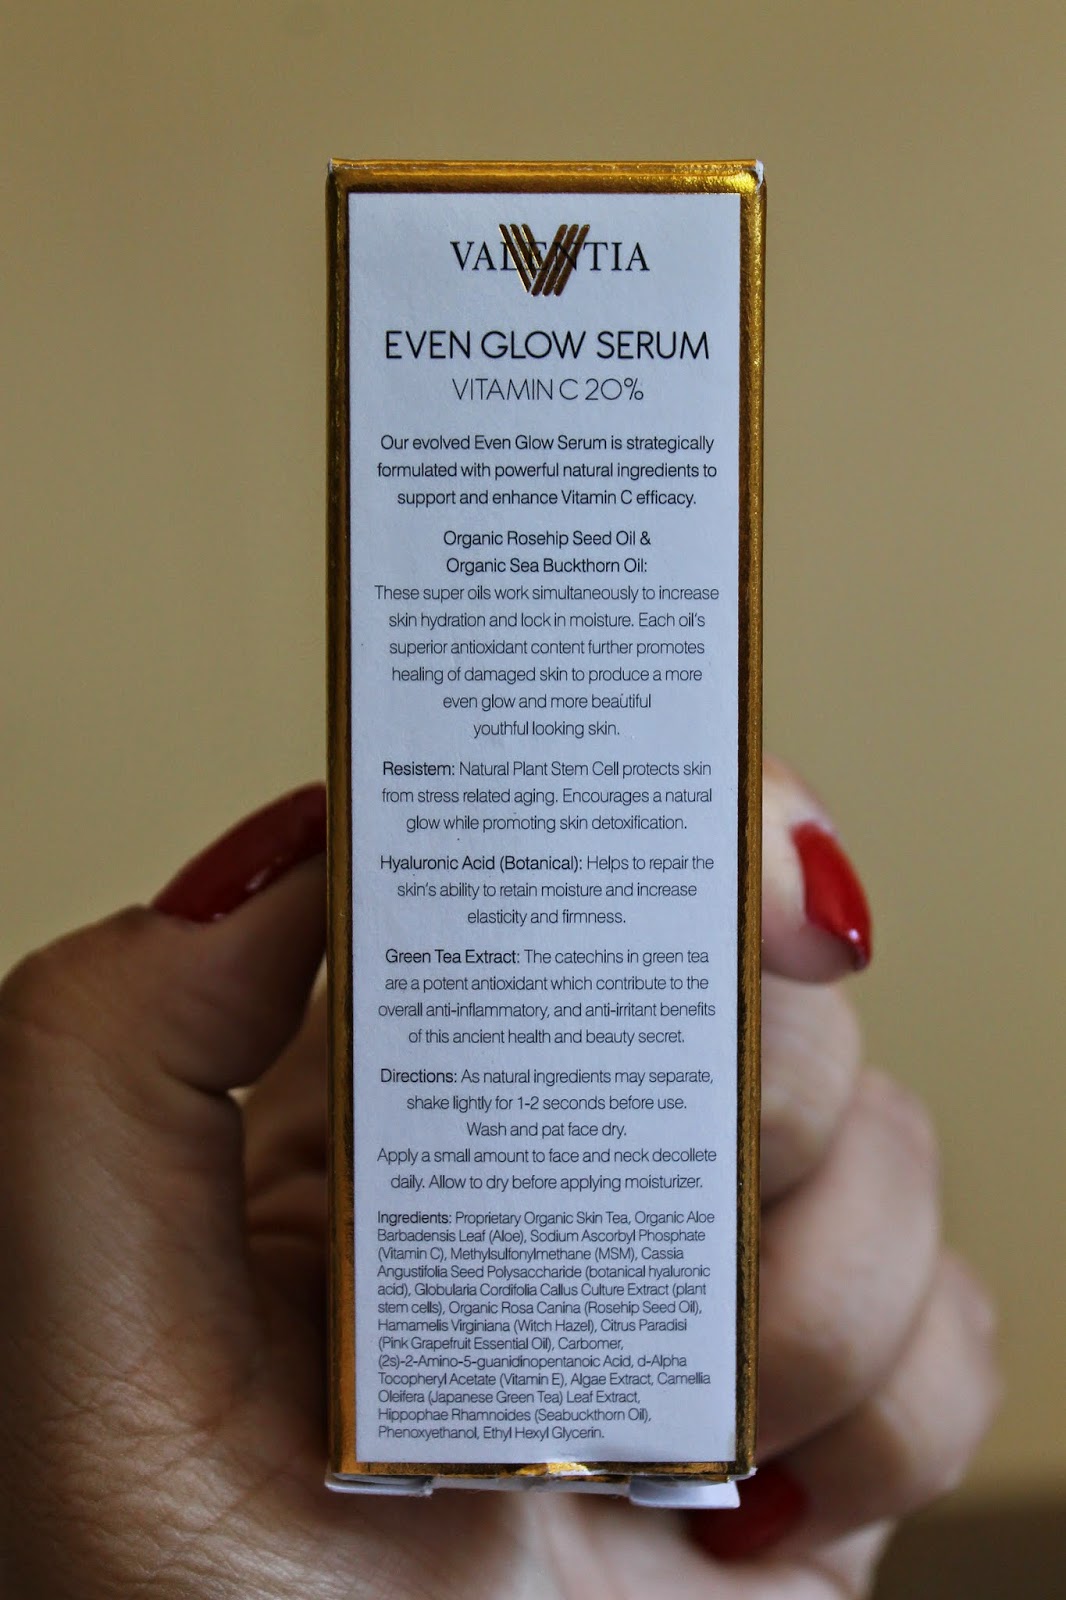 VALENTIA
EVEN GLOW SERUM
VITAMIN C 20%
Our evolved Even Glow Serum is strategically
formulated with powerful natural ingredients to
support and enhance Vitamin C efficacy.
Organic Rosehip Seed Oil &
Organic Sea Buckthorn Oil:
These super oils work simultaneously to increase
skin hydration and lock in moisture. Each oil's
superior antioxidant content further promotes
healing of damaged skin to produce a more
even glow and more beautiful
youthful looking skin.
Resistem: Natural Plant Stem Cell protects skin
from stress related aging. Encourages a natural
glow while promoting skin detoxification.
Hyaluronic Acid (Botanical): Helps to repair the
skin's ability to retain moisture and increase
elasticity and firmness.
Green Tea Extract: The catechins in green tea
are a potent antioxidant which contribute to the
overall anti-inflammatory, and anti-irritant benefits
of this ancient health and beauty secret.
Directions: As natural ingredients may separate,
shake lightly for 1-2 seconds before use.
Wash and pat face dry.
Apply a small amount to face and neck decollete
daily. Allow to dry before applying moisturizer.
Ingredients: Proprietary Organic Skin Tea, Organic Aloe
Barbadensis Leaf (Aloe), Sodium Ascorbyl Phosphate
(Vitamin C), Methylsulfonylmethane (MSM), Cassia
Angustifolia Seed Polysaccharide (botanical hyaluronic
acid), Globularia Cordifolia Callus Culture Extract (plant
stem cells), Organic Rosa Canina (Rosehip Seed Oil),
Hamamelis Virginiana (Witch Hazel), Citrus Paradisi
(Pink Grapefruit Essential Oil), Carbomer,
(2s)-2-Amino-5-guanidinopentanoic Acid, d-Alpha
Tocopheryl Acetate (Vitamin E), Algae Extract, Camellia
Oleifera (Japanese Green Tea) Leaf Extract,
Hippophae Rhamnoides (Seabuckthorn Oil),
Phenoxyethanol, Ethyl Hexyl Glycerin.